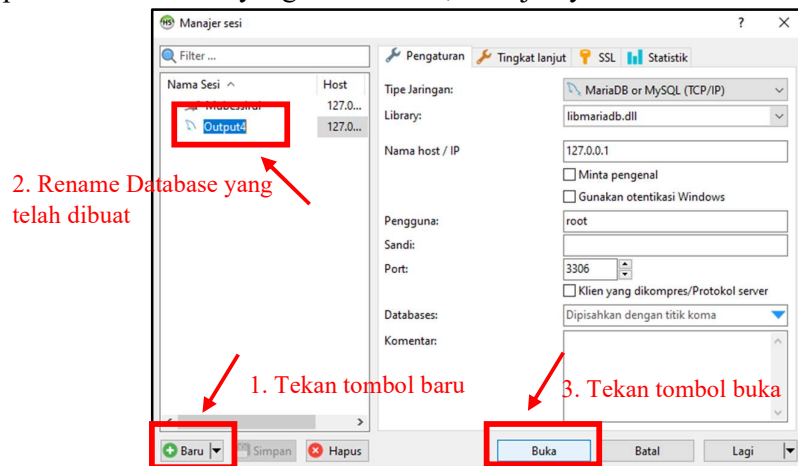 Manajer sesi
? ×
Filter ...
Pengaturan Tingkat lanjut SSL Statistik
Nama Sesi Host
127.0...
Output4 127.0...
Tipe Jaringan: MariaDB or MySQL (TCP/IP)
Library: libmariadb.dll
Nama host / IP 127.0.0.1
Minta pengenal
Gunakan otentikasi Windows
Pengguna: root
Sandi:
Port: 3306
Klien yang dikompres/Protokol server
Databases: Dipisahkan dengan titik koma
Komentar:
2. Rename Database yang
telah dibuat
1. Tekan tombol baru
3. Tekan tombol buka
Baru Simpan Hapus Buka Batal Lagi